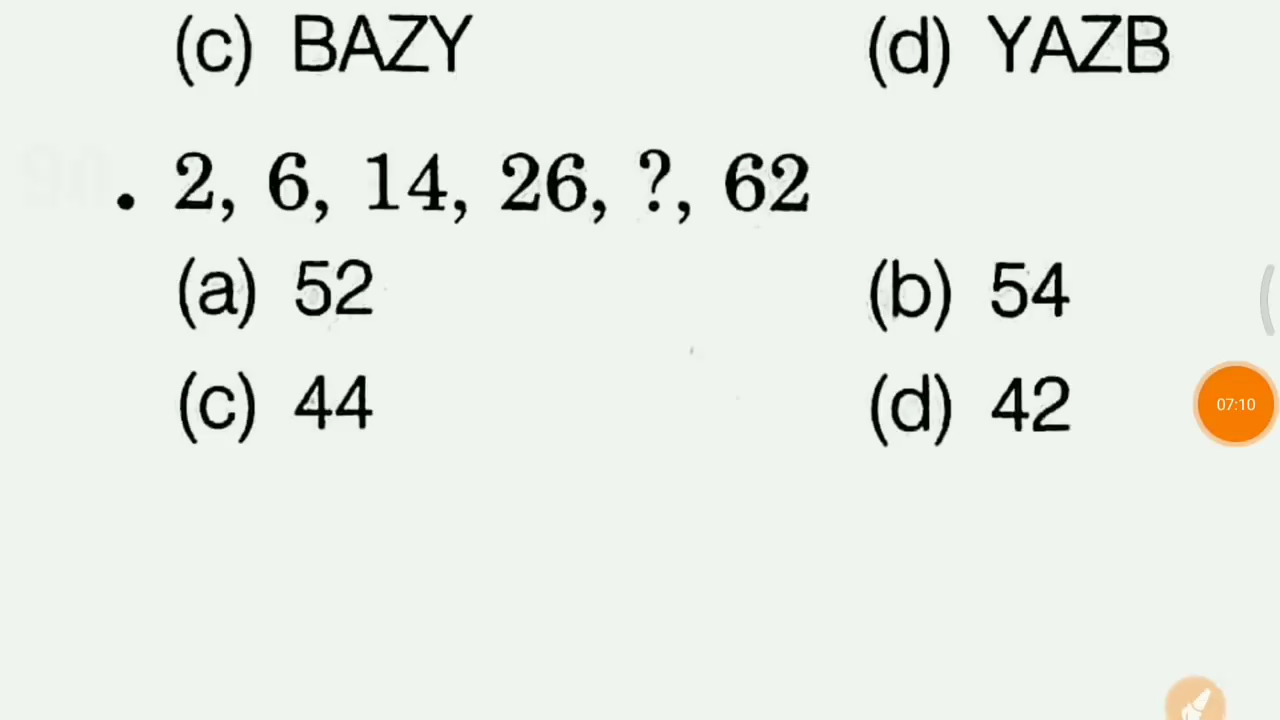 (c) BAZY (d) YAZB
. 2, 6, 14, 26, ?, 62
(a) 52 (b) 54
(c) 44 (d) 42
07:10